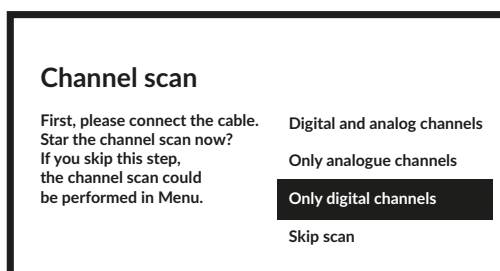 Channel scan
First, please connect the cable.
Star the channel scan now?
If you skip this step,
the channel scan could
be performed in Menu.
Digital and analog channels
Only analogue channels
Only digital channels
Skip scan